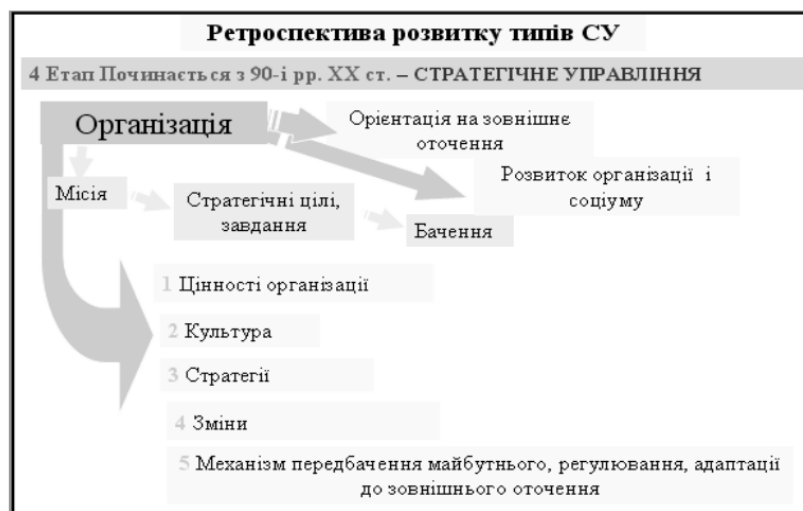 Ретроспектива розвитку типів СУ
4 Етап Починається з 90-і рр. ХХ ст. – СТРАТЕГІЧНЕ УПРАВЛІННЯ
Організація
Орієнтація на зовнішнє
оточення
Розвиток організації і
соціуму
Місія
Стратегічні цілі,
завдання
Бачення
1 Цінності організації
2 Культура
3 Стратегії
4 Зміни
5 Механізм передбачення майбутнього, регулювання, адаптації
до зовнішнього оточення